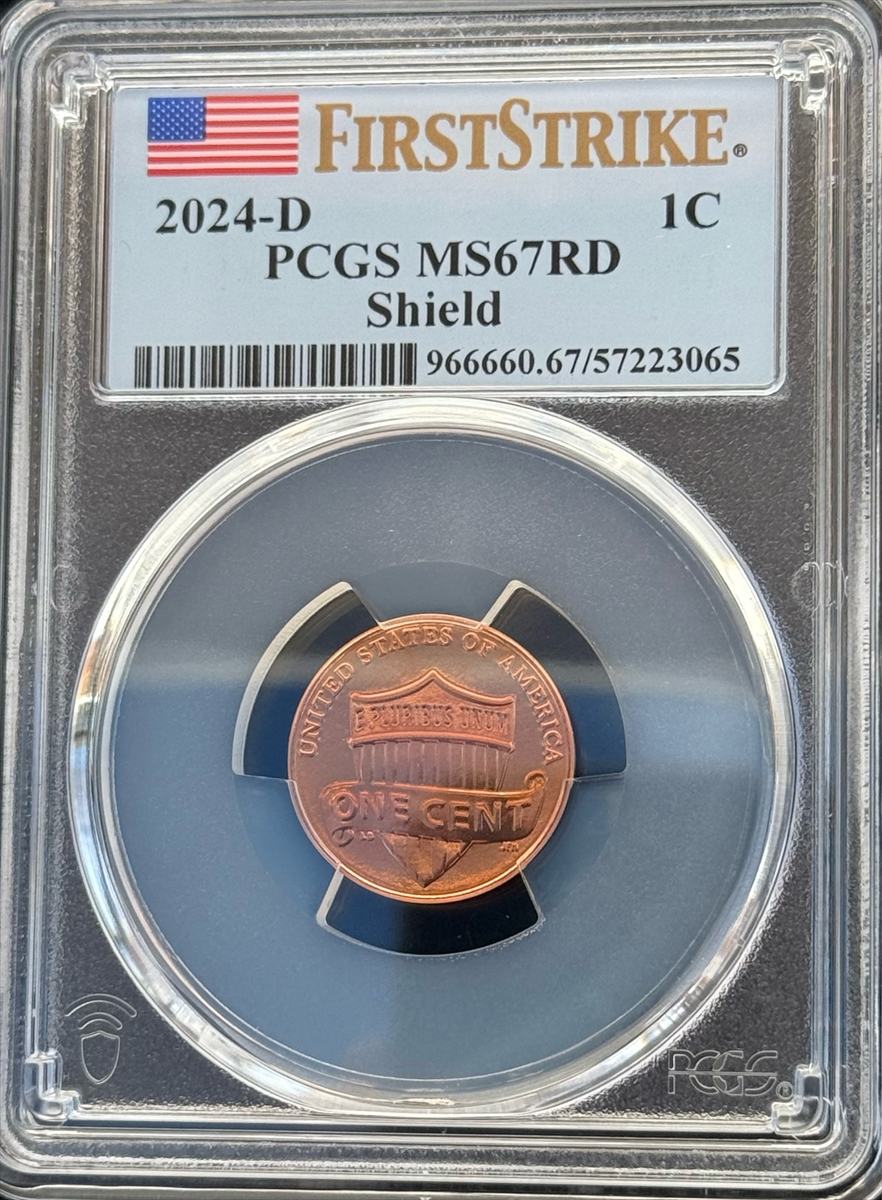 FIRSTSTRIKE®
2024-D 1C
PCGS MS67RD
Shield
966660.67/57223065
UNITED STATES OF AMERICA
E PLURIBUS UNUM
ONE CENT
PCGS®